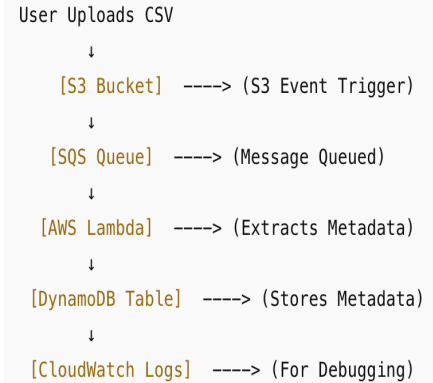 User Uploads CSV
↓
[S3 Bucket] ----> (S3 Event Trigger)
↓
[SQS Queue] ----> (Message Queued)
↓
[AWS Lambda] ----> (Extracts Metadata)
↓
[DynamoDB Table] ----> (Stores Metadata)
↓
[CloudWatch Logs] ----> (For Debugging)